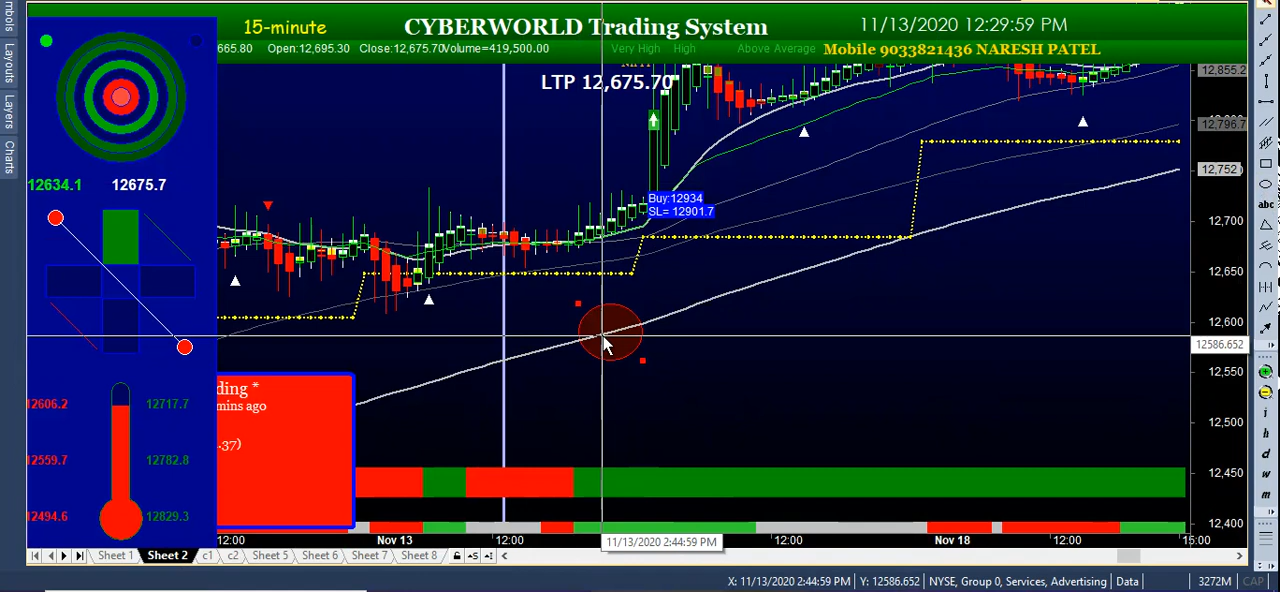 mbols
Layouts
Layers
Charts
15-minute
CYBERWORLD Trading System
11/13/2020 12:29:59 PM
665.80 Open:12,695.30 Close:12,675.70Volume=419,500.00
Very High High Above Average
Mobile 9033821436 NARESH PATEL
LTP 12,675.70
12634.1 12675.7
Buy:12934
SL= 12901.7
12,855.2
12,796.7
12,752
12,700
12,650
12,600
12586.652
12,550
12,500
12,450
12,400
12606.2 12717.7
12559.7 12782.8
12494.6 12829.3
ding *
mins ago
.37)
12:00 Nov 13 12:00 12:00 Nov 18 12:00 15:00
11/13/2020 2:44:59 PM
Sheet 1 Sheet 2 c1 c2 Sheet 5 Sheet 6 Sheet 7 Sheet 8
abc
i
h
d
w
m
X: 11/13/2020 2:44:59 PM Y: 12586.652 NYSE, Group 0, Services, Advertising Data 3272M CAP